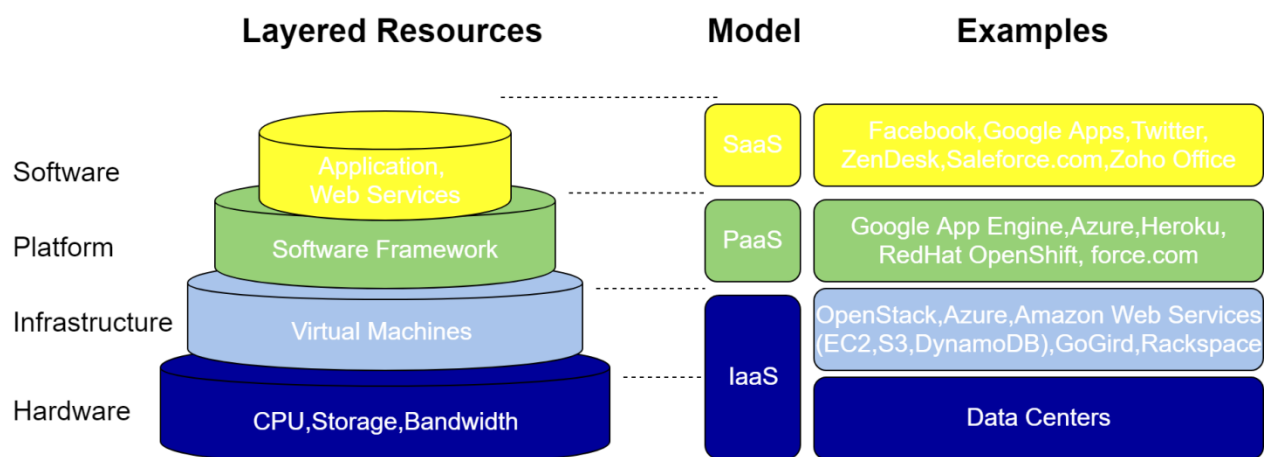 Layered Resources
Model
Examples
Software
Application,
Web Services
SaaS
Facebook,Google Apps,Twitter,
ZenDesk,Saleforce.com,Zoho Office
Platform
Software Framework
PaaS
Google App Engine,Azure,Heroku,
RedHat OpenShift, force.com
Infrastructure
Virtual Machines
IaaS
OpenStack,Azure,Amazon Web Services
(EC2,S3,DynamoDB),GoGird,Rackspace
Hardware
CPU,Storage,Bandwidth
Data Centers